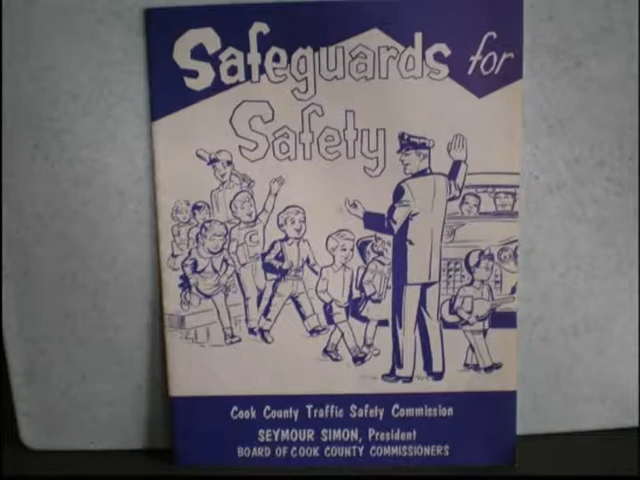 Safeguards for
Safety
C
Cook County Traffic Safety Commission
SEYMOUR SIMON, President
BOARD OF COOK COUNTY COMMISSIONERS